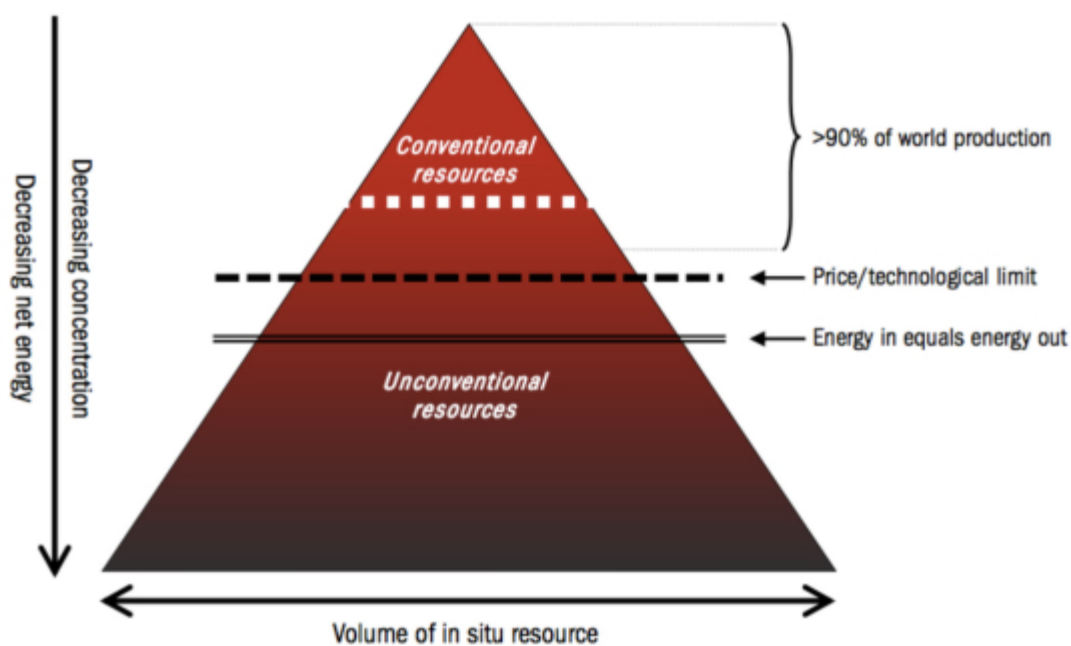 Conventional
resources
>90% of world production
Price/technological limit
Energy in equals energy out
Unconventional
resources
Decreasing concentration
Decreasing net energy
Volume of in situ resource